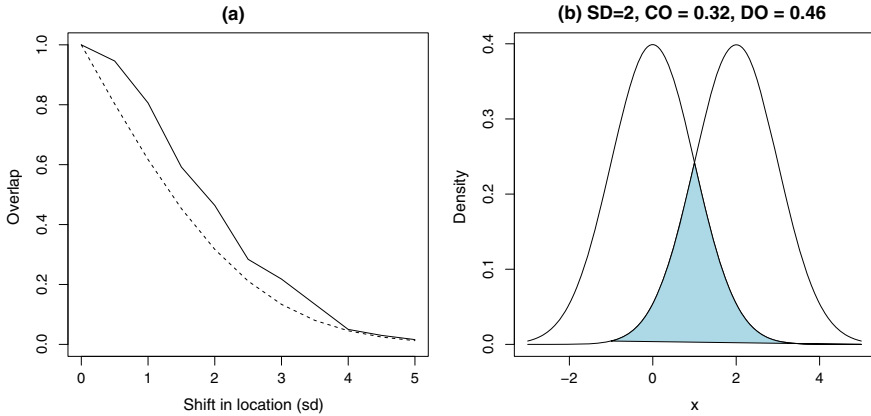 (a)
Overlap
1.0
0.8
0.6
0.4
0.2
0.0
0 1 2 3 4 5
Shift in location (sd)
(b) SD=2, CO = 0.32, DO = 0.46
Density
0.4
0.3
0.2
0.1
0.0
−2 0 2 4
x